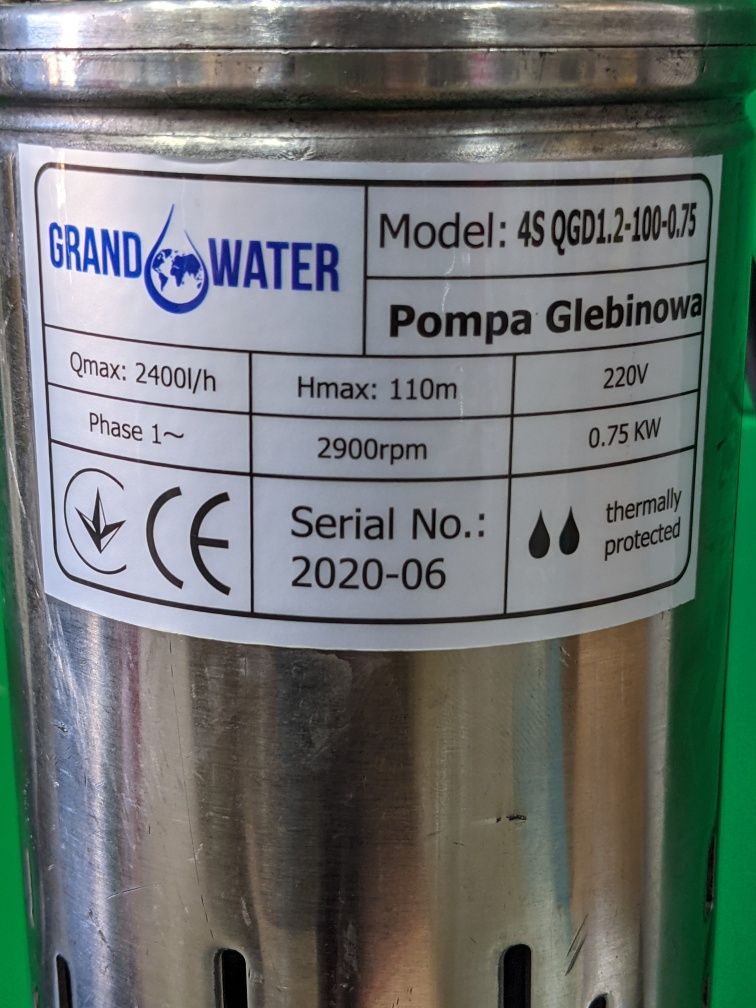 GRAND WATER
Model: 4S QGD1.2-100-0.75
Pompa Glebinowa
Qmax: 2400l/h
Hmax: 110m
220V
Phase 1~
2900rpm
0.75 KW
CE
Serial No.:
2020-06
thermally
protected